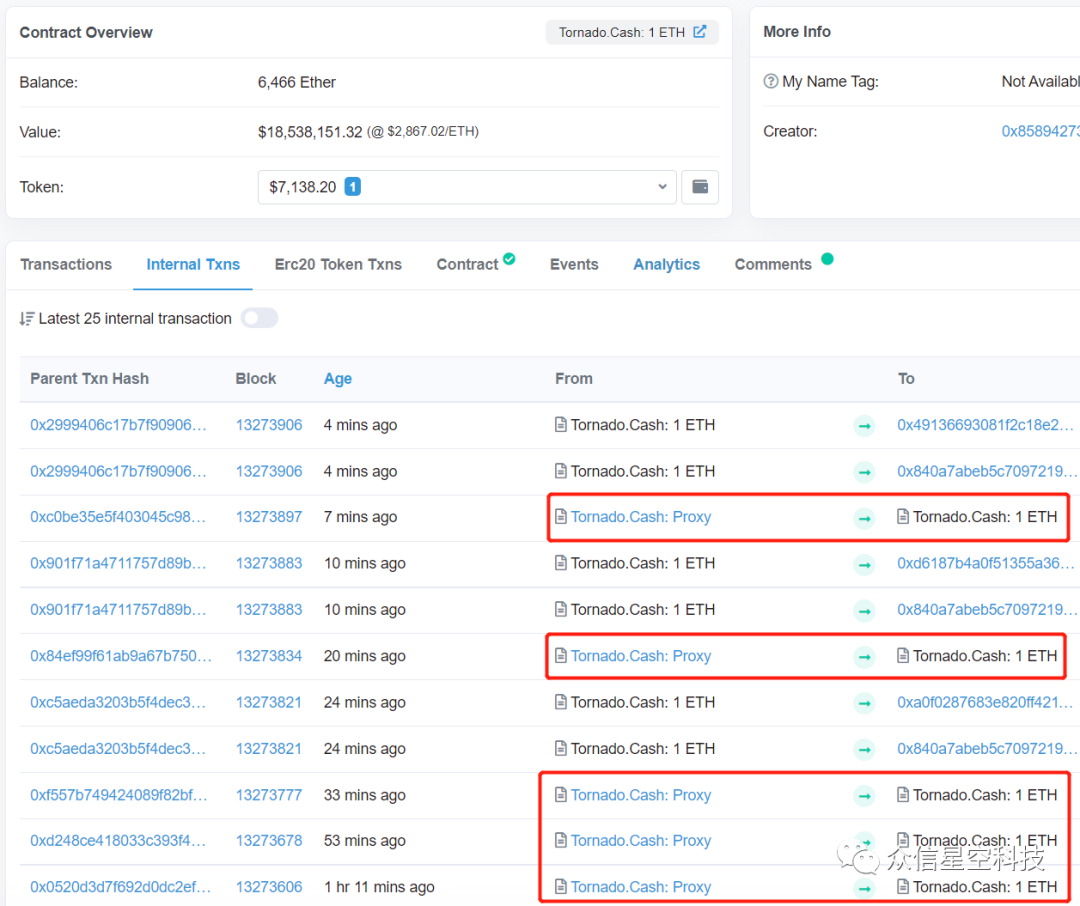 Contract Overview
Tornado.Cash: 1 ETH
Balance:
6,466 Ether
Value:
$18,538,151.32 (@ $2,867.02/ETH)
Token:
$7,138.20 1
More Info
My Name Tag:
Not Availabl
Creator:
0x85894273
Transactions Internal Txns Erc20 Token Txns Contract Events Analytics Comments
Latest 25 internal transaction
Parent Txn Hash Block Age From To
0x2999406c17b7f90906... 13273906 4 mins ago Tornado.Cash: 1 ETH 0x49136693081f2c18e2...
0x2999406c17b7f90906... 13273906 4 mins ago Tornado.Cash: 1 ETH 0x840a7abeb5c7097219...
0xc0be35e5f403045c98... 13273897 7 mins ago Tornado.Cash: Proxy Tornado.Cash: 1 ETH
0x901f71a4711757d89b... 13273883 10 mins ago Tornado.Cash: 1 ETH 0xd6187b4a0f51355a36...
0x901f71a4711757d89b... 13273883 10 mins ago Tornado.Cash: 1 ETH 0x840a7abeb5c7097219...
0x84ef99f61ab9a67b750... 13273834 20 mins ago Tornado.Cash: Proxy Tornado.Cash: 1 ETH
0xc5aeda3203b5f4dec3... 13273821 24 mins ago Tornado.Cash: 1 ETH 0xa0f0287683e820ff421...
0xc5aeda3203b5f4dec3... 13273821 24 mins ago Tornado.Cash: 1 ETH 0x840a7abeb5c7097219...
0xf557b749424089f82bf... 13273777 33 mins ago Tornado.Cash: Proxy Tornado.Cash: 1 ETH
0xd248ce418033c393f4... 13273678 53 mins ago Tornado.Cash: Proxy Tornado.Cash: 1 ETH
众信星空科技
0x0520d3d7f692d0dc2ef... 13273606 1 hr 11 mins ago Tornado.Cash: Proxy Tornado.Cash: 1 ETH